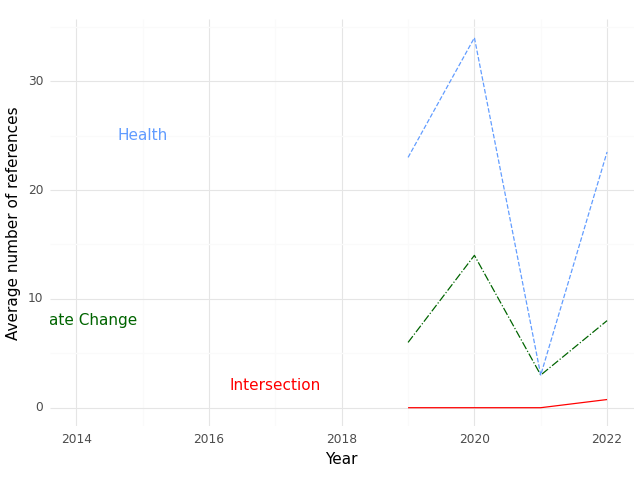 Average number of references
30
20
10
0
Health
ate Change
Intersection
2014
2016
2018
2020
2022
Year